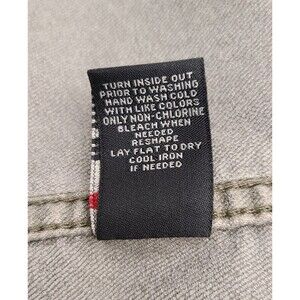 TURN INSIDE OUT
PRIOR TO WASHING
HAND WASH COLD
WITH LIKE COLORS
ONLY NON-CHLORINE
BLEACH WHEN
NEEDED
RESHAPE
LAY FLAT TO DRY
COOL IRON
IF NEEDED